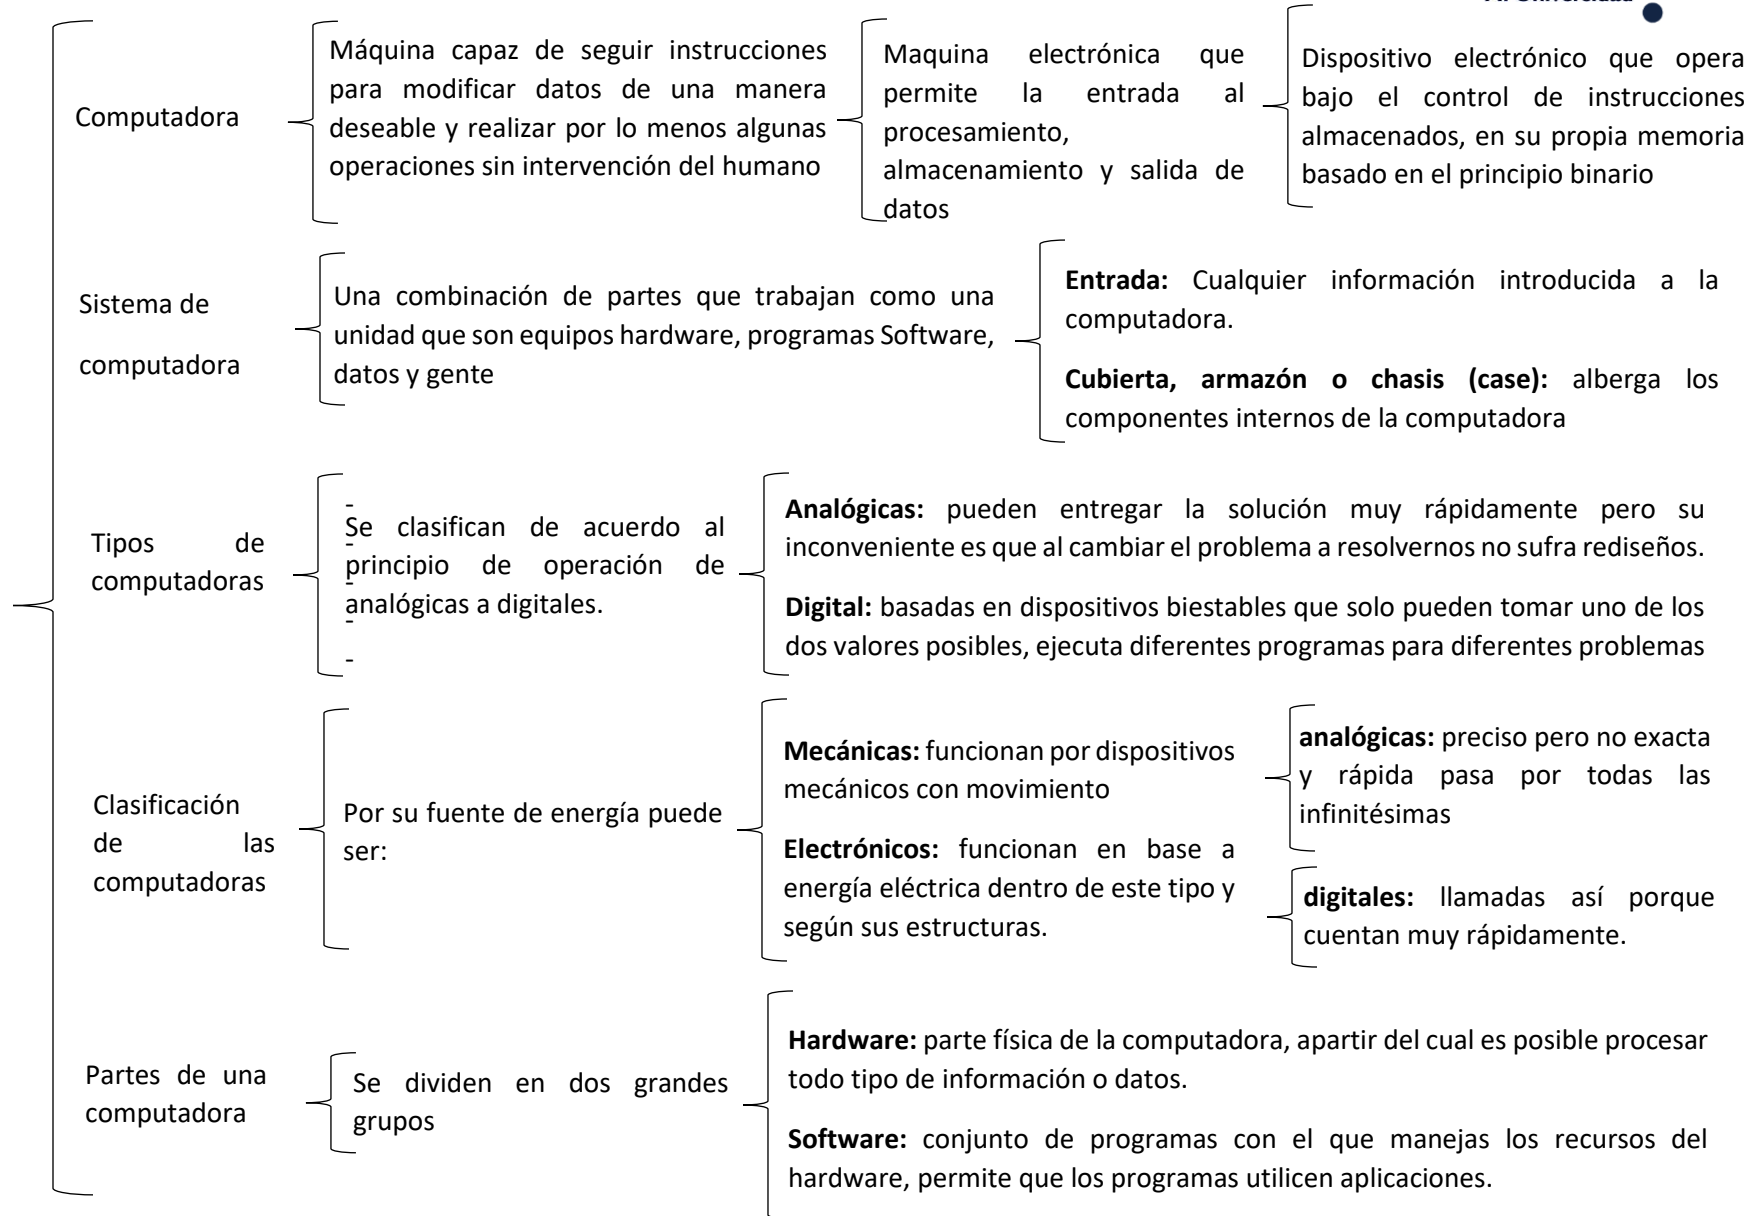 Computadora
Máquina capaz de seguir instrucciones
para modificar datos de una manera
deseable y realizar por lo menos algunas
operaciones sin intervención del humano
Maquina electrónica que
permite la entrada al
procesamiento,
almacenamiento y salida de
datos
Dispositivo electrónico que opera
bajo el control de instrucciones
almacenados, en su propia memoria
basado en el principio binario
Sistema de
computadora
Una combinación de partes que trabajan como una
unidad que son equipos hardware, programas Software,
datos y gente
Entrada: Cualquier información introducida a la
computadora.
Cubierta, armazón o chasis (case): alberga los
componentes internos de la computadora
Tipos de
computadoras
-
Se clasifican de acuerdo al
-
principio de operación de
-
analógicas a digitales.
-
-
Analógicas: pueden entregar la solución muy rápidamente pero su
inconveniente es que al cambiar el problema a resolvernos no sufra rediseños.
Digital: basadas en dispositivos biestables que solo pueden tomar uno de los
dos valores posibles, ejecuta diferentes programas para diferentes problemas
Clasificación
de las
computadoras
Por su fuente de energía puede
ser:
Mecánicas: funcionan por dispositivos
mecánicos con movimiento
Electrónicos: funcionan en base a
energía eléctrica dentro de este tipo y
según sus estructuras.
analógicas: preciso pero no exacta
y rápida pasa por todas las
infinitésimas
digitales: llamadas así porque
cuentan muy rápidamente.
Partes de una
computadora
Se dividen en dos grandes
grupos
Hardware: parte física de la computadora, apartir del cual es posible procesar
todo tipo de información o datos.
Software: conjunto de programas con el que manejas los recursos del
hardware, permite que los programas utilicen aplicaciones.